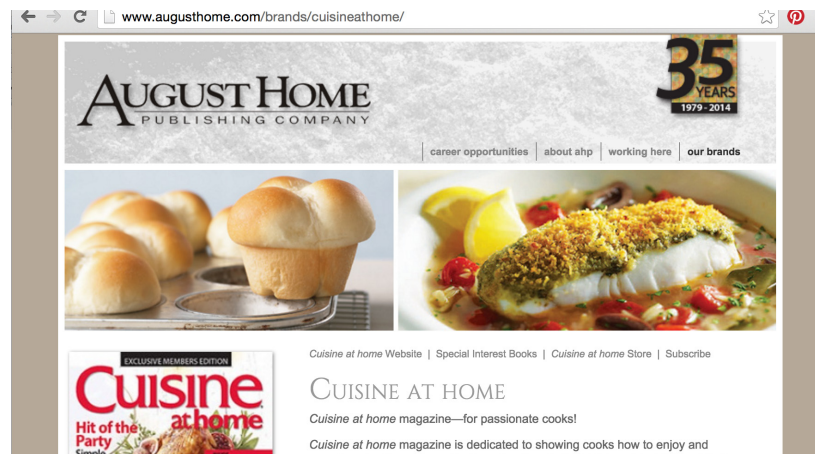 www.augusthome.com/brands/cuisineathome/
AUGUST HOME
PUBLISHING COMPANY
35
YEARS
1979 - 2014
career opportunities | about ahp | working here | our brands
Cuisine at home Website | Special Interest Books | Cuisine at home Store | Subscribe
EXCLUSIVE MEMBERS EDITION
Cuisine
at home
Hit of the
Party
Simple
CUISINE AT HOME
Cuisine at home magazine—for passionate cooks!
Cuisine at home magazine is dedicated to showing cooks how to enjoy and